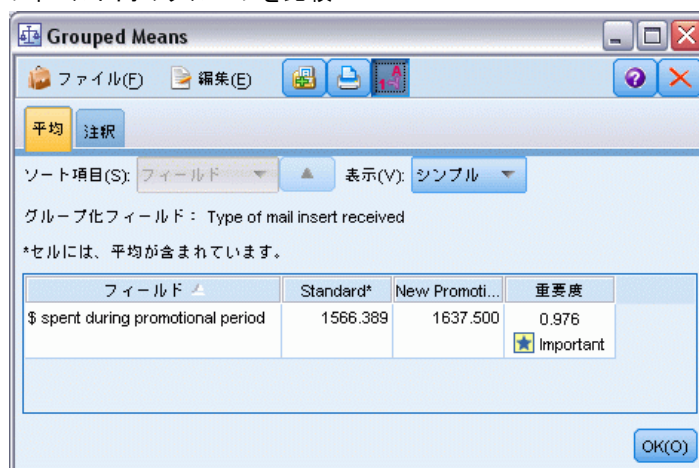 Grouped Means
ファイル(F) 編集(E)
平均 注釈
ソート項目(S): フィールド 表示(V): シンプル
グループ化フィールド： Type of mail insert received
*セルには、平均が含まれています。
フィールド Standard* New Promoti... 重要度
$ spent during promotional period 1566.389 1637.500 0.976
Important
OK(O)